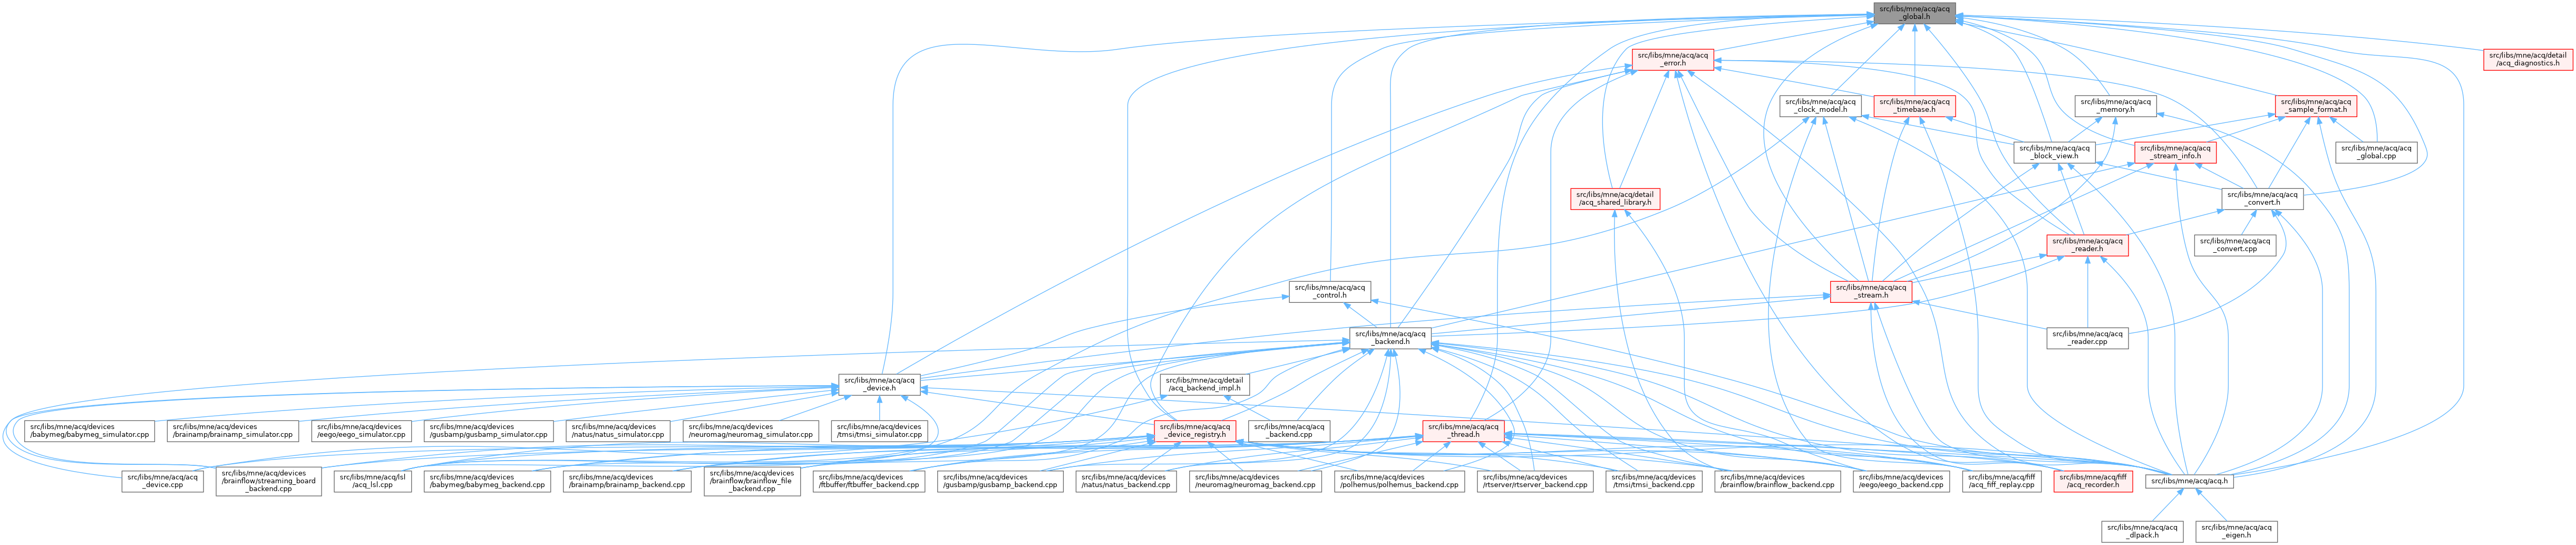 src/libs/mne/acq/acq
_global.h
src/libs/mne/acq/acq
_error.h
src/libs/mne/acq/detail
/acq_diagnostics.h
src/libs/mne/acq/acq
_clock_model.h
src/libs/mne/acq/acq
_timebase.h
src/libs/mne/acq/acq
_memory.h
src/libs/mne/acq/acq
_sample_format.h
src/libs/mne/acq/acq
_block_view.h
src/libs/mne/acq/acq
_stream_info.h
src/libs/mne/acq/acq
_global.cpp
src/libs/mne/acq/detail
/acq_shared_library.h
src/libs/mne/acq/acq
_convert.h
src/libs/mne/acq/acq
_reader.h
src/libs/mne/acq/acq
_convert.cpp
src/libs/mne/acq/acq
_control.h
src/libs/mne/acq/acq
_stream.h
src/libs/mne/acq/acq
_backend.h
src/libs/mne/acq/acq
_reader.cpp
src/libs/mne/acq/acq
_device.h
src/libs/mne/acq/detail
/acq_backend_impl.h
src/libs/mne/acq/devices
/babymeg/babymeg_simulator.cpp
src/libs/mne/acq/devices
/brainamp/brainamp_simulator.cpp
src/libs/mne/acq/devices
/eego/eego_simulator.cpp
src/libs/mne/acq/devices
/gusbamp/gusbamp_simulator.cpp
src/libs/mne/acq/devices
/natus/natus_simulator.cpp
src/libs/mne/acq/devices
/neuromag/neuromag_simulator.cpp
src/libs/mne/acq/devices
/tmsi/tmsi_simulator.cpp
src/libs/mne/acq/acq
_device_registry.h
src/libs/mne/acq/acq
_backend.cpp
src/libs/mne/acq/acq
_thread.h
src/libs/mne/acq/acq
_device.cpp
src/libs/mne/acq/devices
/brainflow/streaming_board
_backend.cpp
src/libs/mne/acq/lsl
/acq_lsl.cpp
src/libs/mne/acq/devices
/babymeg/babymeg_backend.cpp
src/libs/mne/acq/devices
/brainamp/brainamp_backend.cpp
src/libs/mne/acq/devices
/brainflow/brainflow_file
_backend.cpp
src/libs/mne/acq/devices
/ftbuffer/ftbuffer_backend.cpp
src/libs/mne/acq/devices
/gusbamp/gusbamp_backend.cpp
src/libs/mne/acq/devices
/natus/natus_backend.cpp
src/libs/mne/acq/devices
/neuromag/neuromag_backend.cpp
src/libs/mne/acq/devices
/polhemus/polhemus_backend.cpp
src/libs/mne/acq/devices
/rtserver/rtserver_backend.cpp
src/libs/mne/acq/devices
/tmsi/tmsi_backend.cpp
src/libs/mne/acq/devices
/brainflow/brainflow_backend.cpp
src/libs/mne/acq/devices
/eego/eego_backend.cpp
src/libs/mne/acq/fiff
/acq_fiff_replay.cpp
src/libs/mne/acq/fiff
/acq_recorder.h
src/libs/mne/acq/acq.h
src/libs/mne/acq/acq
_dlpack.h
src/libs/mne/acq/acq
_eigen.h